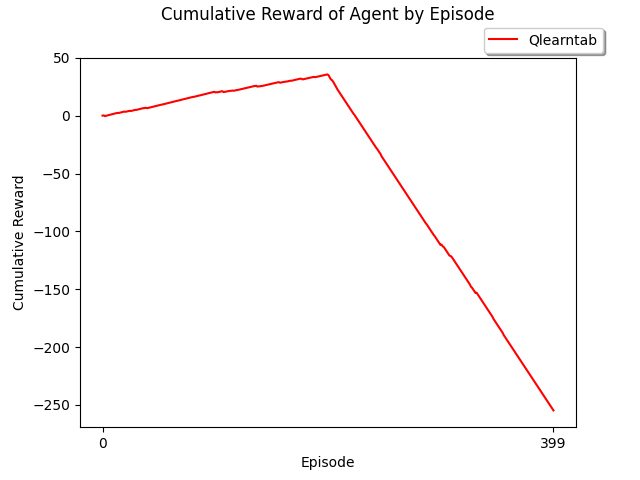 Cumulative Reward of Agent by Episode
Qlearntab
50
0
−50
−100
−150
−200
−250
Cumulative Reward
0
399
Episode